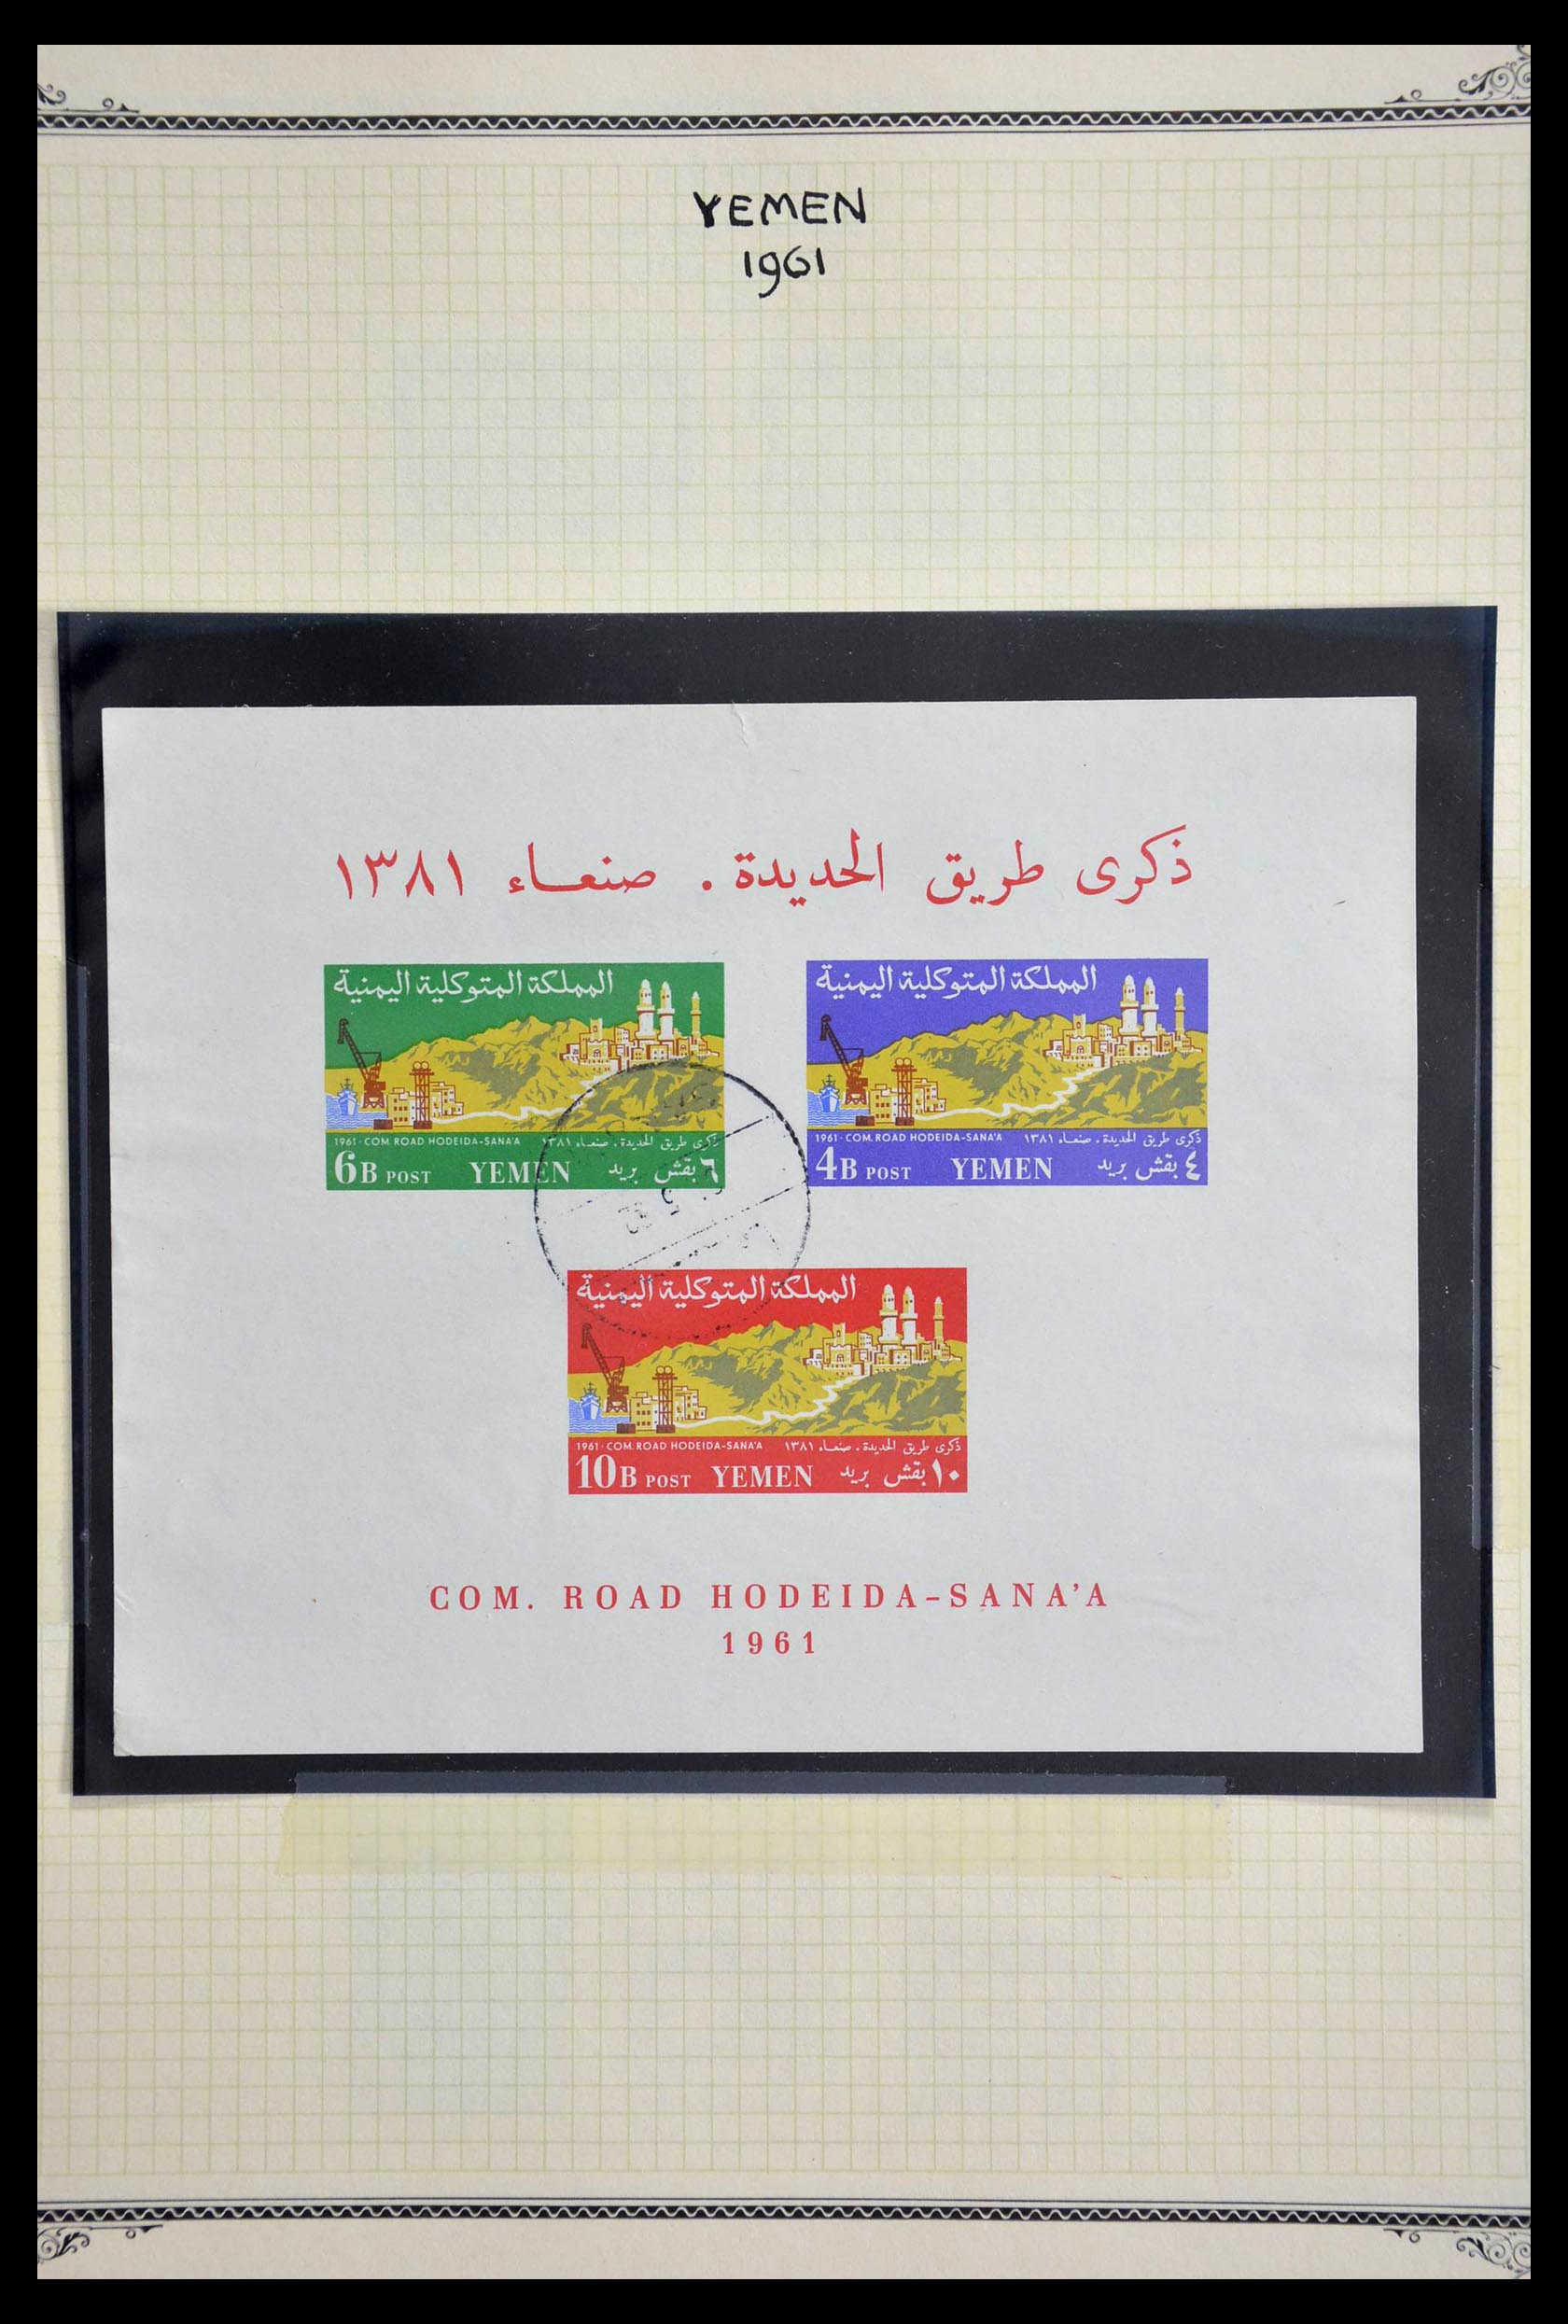 YEMEN
1961
ذكرى طريق الحديدة . صنعاء ١٣٨١
المملكة المتوكلية اليمنية
1961 · COM. ROAD HODEIDA-SANA'A ذكرى طريق الحديدة . صنعاء ١٣٨١
6B POST YEMEN بريد بقش ٦
المملكة المتوكلية اليمنية
1961 · COM. ROAD HODEIDA-SANA'A ذكرى طريق الحديدة . صنعاء ١٣٨١
4B POST YEMEN بريد بقش ٤
المملكة المتوكلية اليمنية
1961 · COM. ROAD HODEIDA-SANA'A ذكرى طريق الحديدة . صنعاء ١٣٨١
10B POST YEMEN بريد بقش ١٠
COM. ROAD HODEIDA-SANA'A
1961